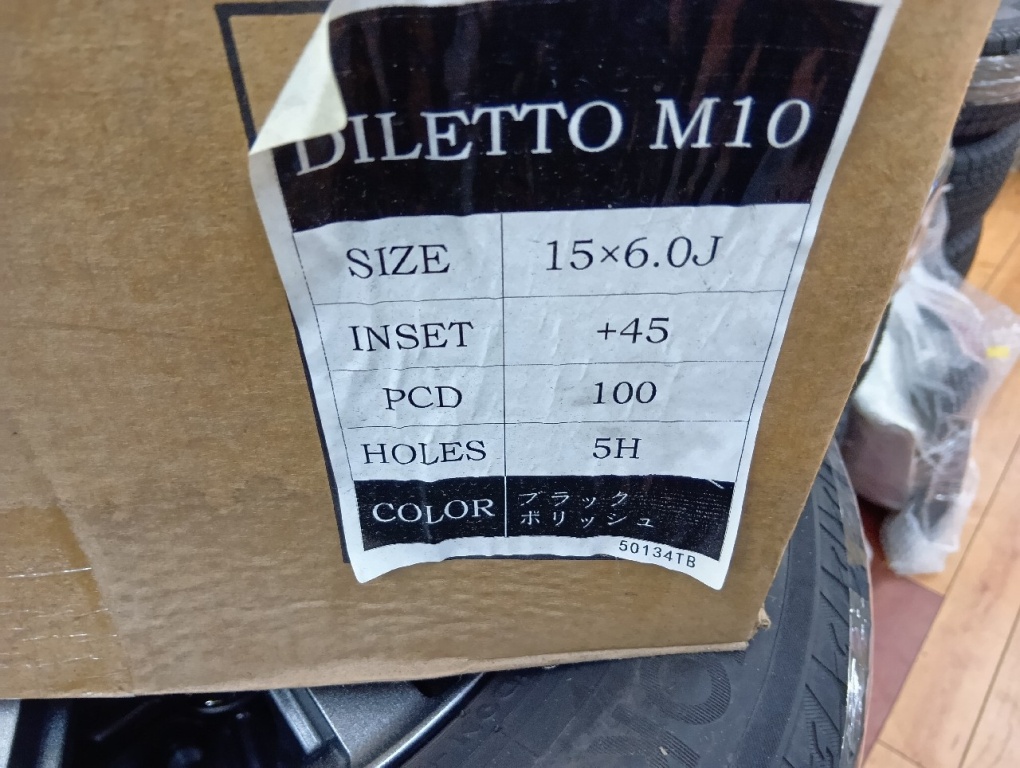 DILETTO M10
SIZE 15×6.0J
INSET +45
PCD 100
HOLES 5H
COLOR ブラック
ポリッシュ
50134TB